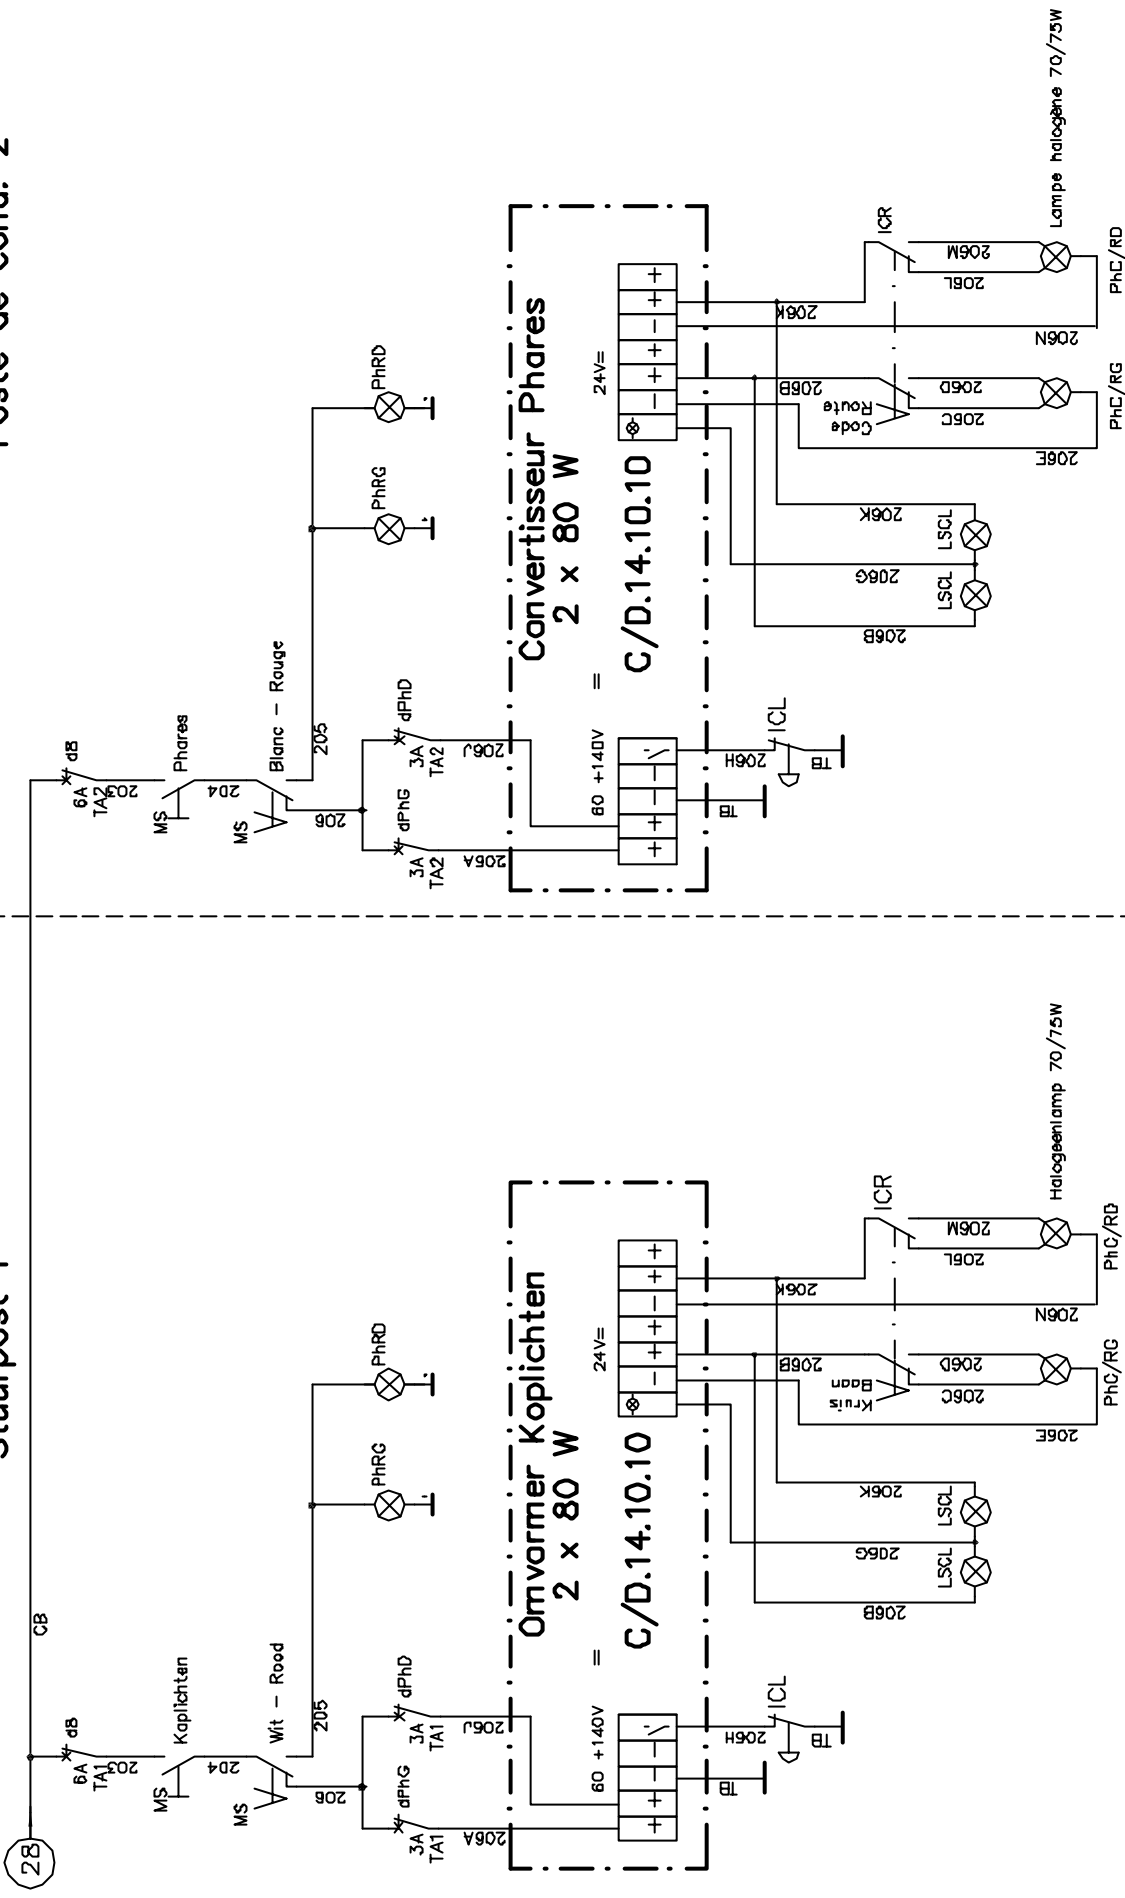 28
CB
Stuurpost 1
d8
6A
TA1
203
Koplichten
MS
204
Wit - Rood
MS
205
206
PhRG
PhRD
dPhG
3A
TA1
dPhD
3A
TA1
206A
206J
Omvormer Koplichten
2 x 80 W
C/D.14.10.10
60 +140V
=
24V=
+
+
-
-
-
+
+
-
+
+
TB
206H
ICL
TB
206B
206G
206K
LSCL
LSCL
206B
206K
Kruis
Baan
ICR
206C
206D
206E
206L
206M
206N
PhC/RG
PhC/RD
Halogeenlamp 70/75W
Poste de Cond. 2
d8
6A
TA2
203
Phares
MS
204
Blanc - Rouge
MS
205
206
PhRG
PhRD
dPhG
3A
TA2
dPhD
3A
TA2
206A
206J
Convertisseur Phares
2 x 80 W
C/D.14.10.10
60 +140V
=
24V=
+
+
-
-
-
+
+
-
+
+
TB
206H
ICL
TB
206B
206G
206K
LSCL
LSCL
206B
206K
Code
Route
ICR
206C
206D
206E
206L
206M
206N
PhC/RG
PhC/RD
Lampe halogène 70/75W